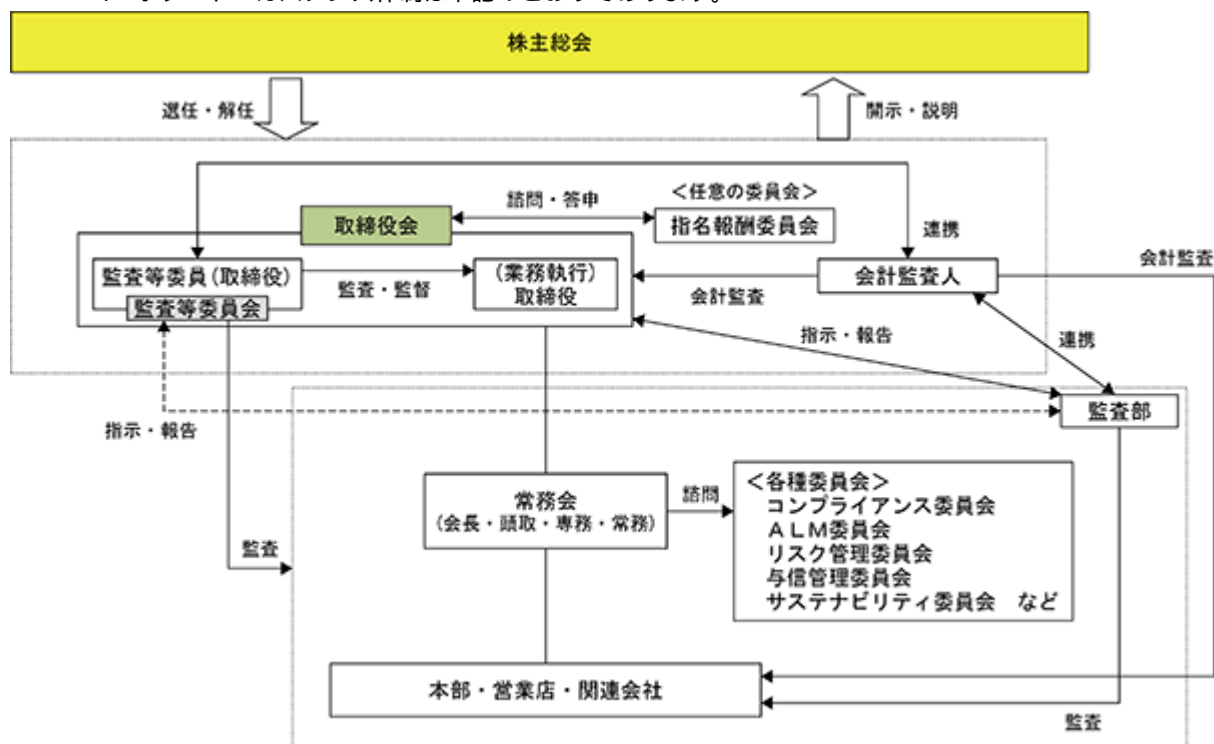 株主総会
選任・解任
開示・説明
＜任意の委員会＞
諮問・答申
取締役会
指名報酬委員会
連携
会計監査
監査等委員(取締役)
監査等委員会
監査・監督
(業務執行)
取締役
会計監査人
会計監査
指示・報告
連携
監査部
指示・報告
常務会
(会長・頭取・専務・常務)
諮問
＜各種委員会＞
コンプライアンス委員会
ＡＬＭ委員会
リスク管理委員会
与信管理委員会
サステナビリティ委員会　など
監査
本部・営業店・関連会社
監査